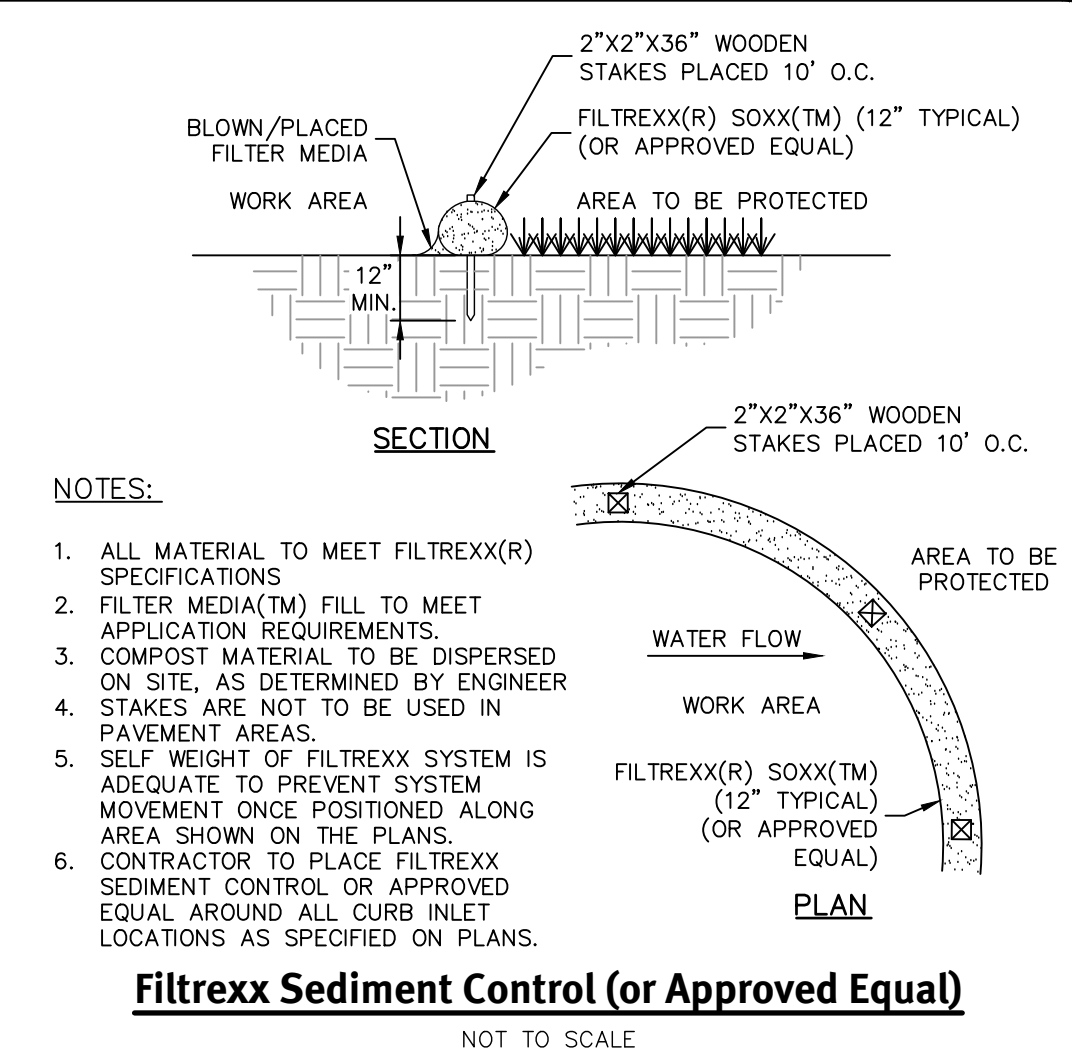 2"X2"X36" WOODEN
STAKES PLACED 10' O.C.
BLOWN/PLACED
FILTER MEDIA
FILTREXX(R) SOXX(TM) (12" TYPICAL)
(OR APPROVED EQUAL)
WORK AREA
AREA TO BE PROTECTED
12"
MIN.
SECTION
2"X2"X36" WOODEN
STAKES PLACED 10' O.C.
AREA TO BE
PROTECTED
WATER FLOW
WORK AREA
FILTREXX(R) SOXX(TM)
(12" TYPICAL)
(OR APPROVED
EQUAL)
PLAN
NOTES:
1. ALL MATERIAL TO MEET FILTREXX(R)
SPECIFICATIONS
2. FILTER MEDIA(TM) FILL TO MEET
APPLICATION REQUIREMENTS.
3. COMPOST MATERIAL TO BE DISPERSED
ON SITE, AS DETERMINED BY ENGINEER
4. STAKES ARE NOT TO BE USED IN
PAVEMENT AREAS.
5. SELF WEIGHT OF FILTREXX SYSTEM IS
ADEQUATE TO PREVENT SYSTEM
MOVEMENT ONCE POSITIONED ALONG
AREA SHOWN ON THE PLANS.
6. CONTRACTOR TO PLACE FILTREXX
SEDIMENT CONTROL OR APPROVED
EQUAL AROUND ALL CURB INLET
LOCATIONS AS SPECIFIED ON PLANS.
Filtrexx Sediment Control (or Approved Equal)
NOT TO SCALE